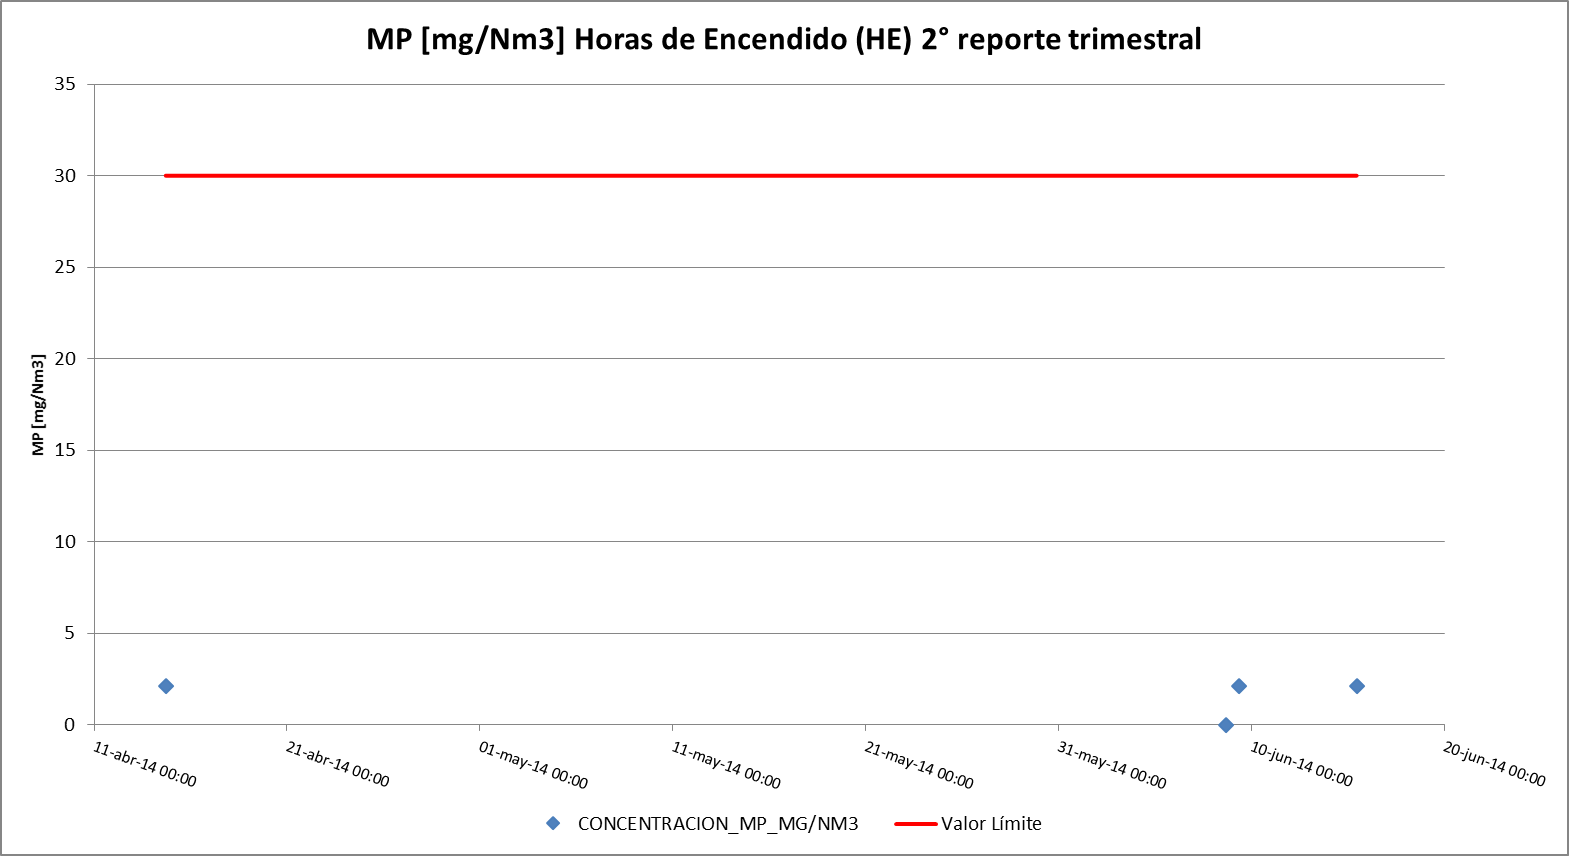 MP [mg/Nm3] Horas de Encendido (HE) 2° reporte trimestral
35
30
25
20
15
10
5
0
MP [mg/Nm3]
11-abr-14 00:00
21-abr-14 00:00
01-may-14 00:00
11-may-14 00:00
21-may-14 00:00
31-may-14 00:00
10-jun-14 00:00
20-jun-14 00:00
CONCENTRACION_MP_MG/NM3
Valor Límite